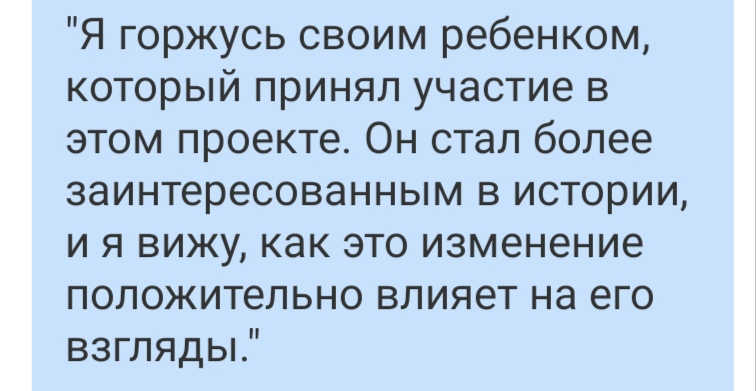 "Я горжусь своим ребенком,
который принял участие в
этом проекте. Он стал более
заинтересованным в истории,
и я вижу, как это изменение
положительно влияет на его
взгляды."